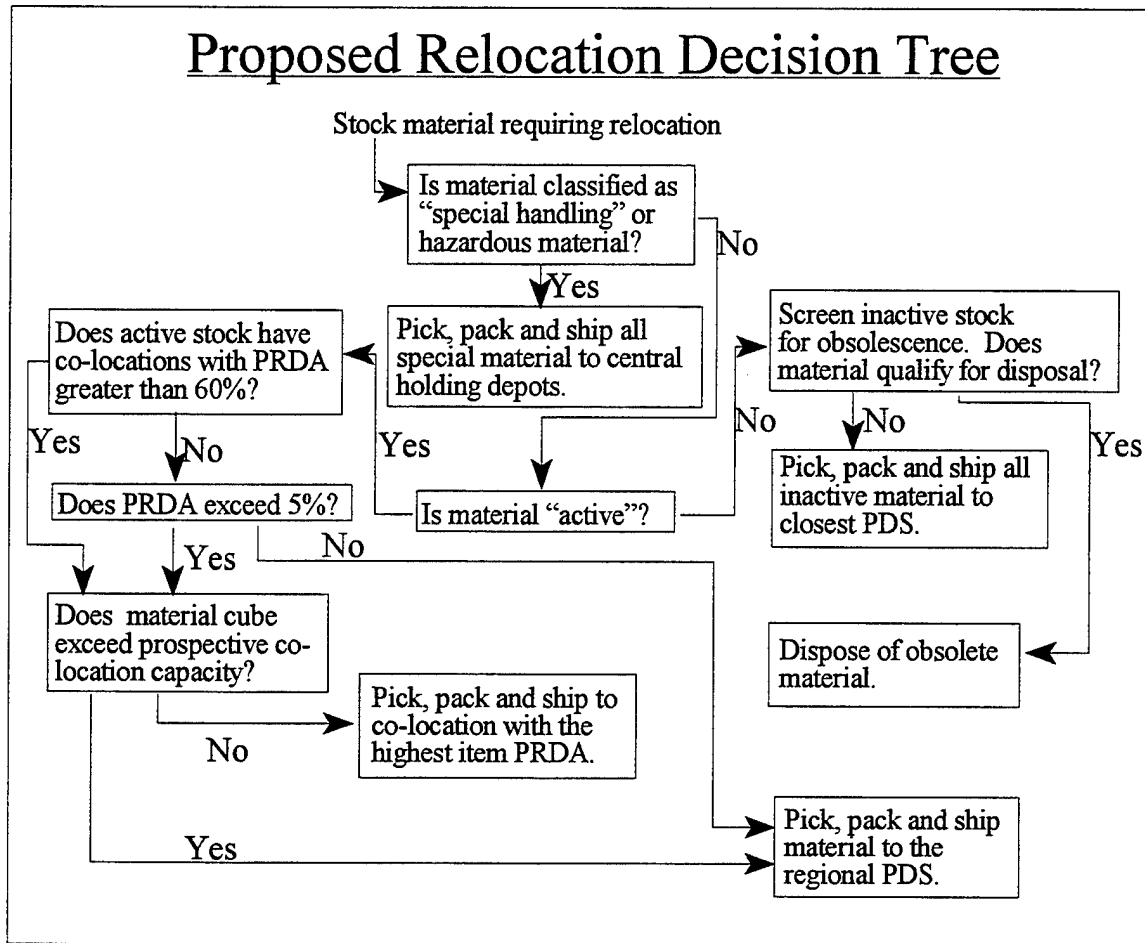 Proposed Relocation Decision Tree
Stock material requiring relocation
Is material classified as
“special handling” or
hazardous material?
No
Yes
Pick, pack and ship all
special material to central
holding depots.
Does active stock have
co-locations with PRDA
greater than 60%?
Screen inactive stock
for obsolescence. Does
material qualify for disposal?
Yes
No
Yes
No
No
Yes
Does PRDA exceed 5%?
Is material “active”?
Pick, pack and ship all
inactive material to
closest PDS.
Yes
No
Does material cube
exceed prospective co-
location capacity?
Dispose of obsolete
material.
No
Pick, pack and ship to
co-location with the
highest item PRDA.
Yes
Pick, pack and ship
material to the
regional PDS.